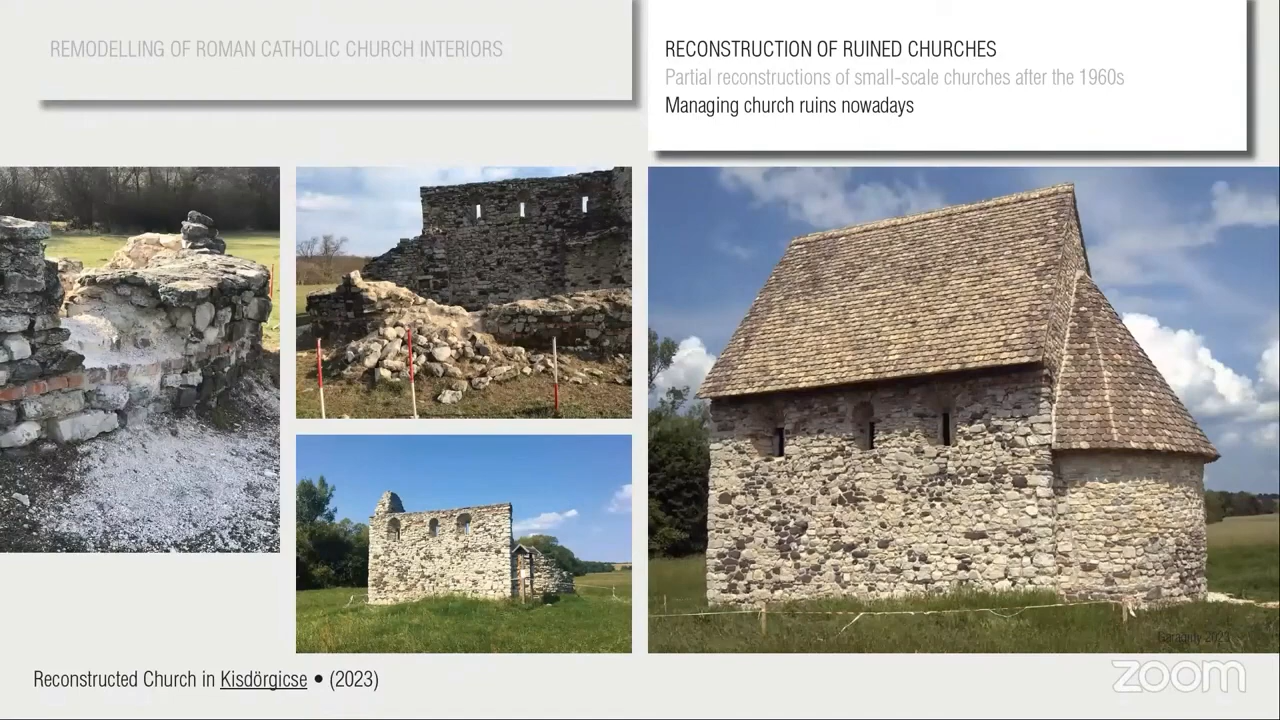 REMODELLING OF ROMAN CATHOLIC CHURCH INTERIORS
RECONSTRUCTION OF RUINED CHURCHES
Partial reconstructions of small-scale churches after the 1960s
Managing church ruins nowadays
Reconstructed Church in Kisdörgicse • (2023)
zoom